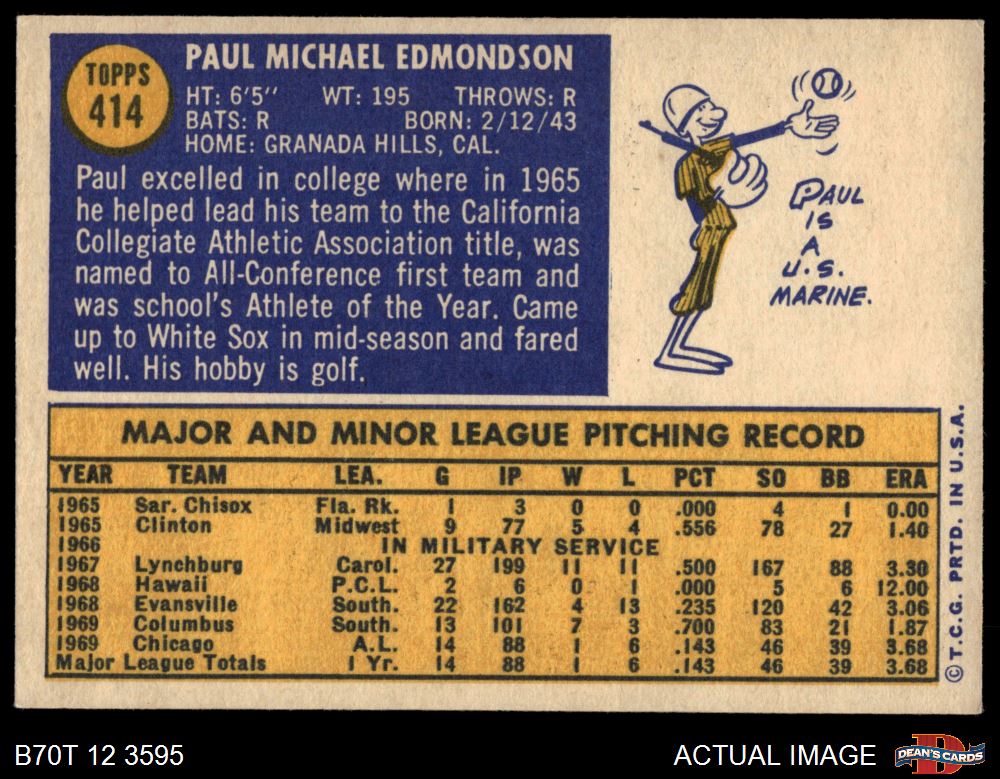 TOPPS
414
PAUL MICHAEL EDMONDSON
HT: 6'5" WT: 195 THROWS: R
BATS: R BORN: 2/12/43
HOME: GRANADA HILLS, CAL.
Paul excelled in college where in 1965
he helped lead his team to the California
Collegiate Athletic Association title, was
named to All-Conference first team and
was school's Athlete of the Year. Came
up to White Sox in mid-season and fared
well. His hobby is golf.
PAUL
IS
A
U.S.
MARINE.
MAJOR AND MINOR LEAGUE PITCHING RECORD
YEAR TEAM LEA. G IP W L PCT SO BB ERA
1965 Sar. Chisox Fla. Rk. 1 3 0 0 .000 4 1 0.00
1965 Clinton Midwest 9 77 5 4 .556 78 27 1.40
1966 IN MILITARY SERVICE
1967 Lynchburg Carol. 27 199 11 11 .500 167 88 3.30
1968 Hawaii P.C.L. 2 6 0 1 .000 5 6 12.00
1968 Evansville South. 22 162 4 13 .235 120 42 3.06
1969 Columbus South. 13 101 7 3 .700 83 21 1.87
1969 Chicago A.L. 14 88 1 6 .143 46 39 3.68
Major League Totals 1 Yr. 14 88 1 6 .143 46 39 3.68
©T.C.G. PRTD. IN U.S.A.
B70T 12 3595
ACTUAL IMAGE
DEAN'S CARDS